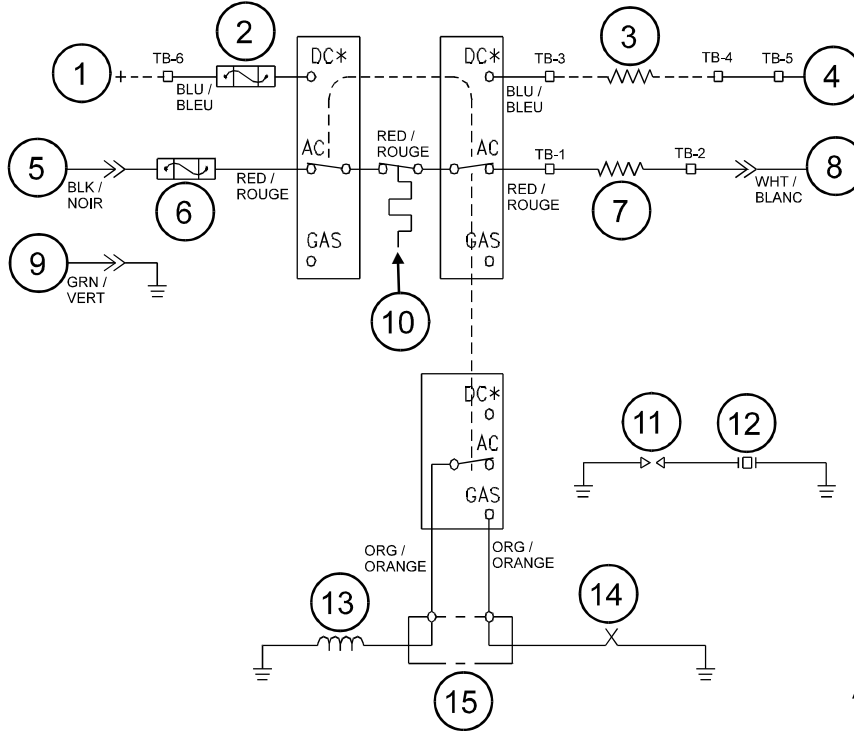 2
3
DC*
DC*
1
+
TB-6
TB-3
TB-4
TB-5
4
BLU /
BLEU
BLU /
BLEU
RED /
ROUGE
AC
AC
5
TB-1
TB-2
8
BLK /
NOIR
6
RED /
ROUGE
RED /
ROUGE
7
WHT /
BLANC
GAS
GAS
9
GRN /
VERT
10
DC*
AC
GAS
11
12
ORG /
ORANGE
ORG /
ORANGE
13
14
15